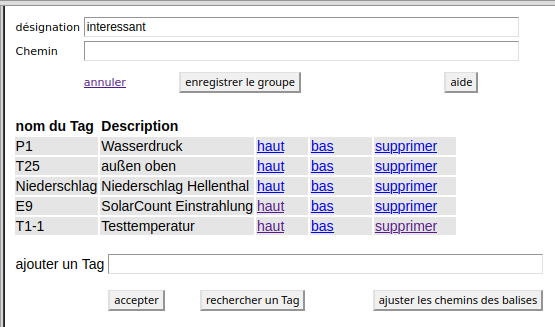 désignation interessant
Chemin
annuler enregistrer le groupe aide
nom du Tag Description
P1 Wasserdruck haut bas supprimer
T25 außen oben haut bas supprimer
Niederschlag Niederschlag Hellenthal haut bas supprimer
E9 SolarCount Einstrahlung haut bas supprimer
T1-1 Testtemperatur haut bas supprimer
ajouter un Tag
accepter rechercher un Tag ajuster les chemins des balises